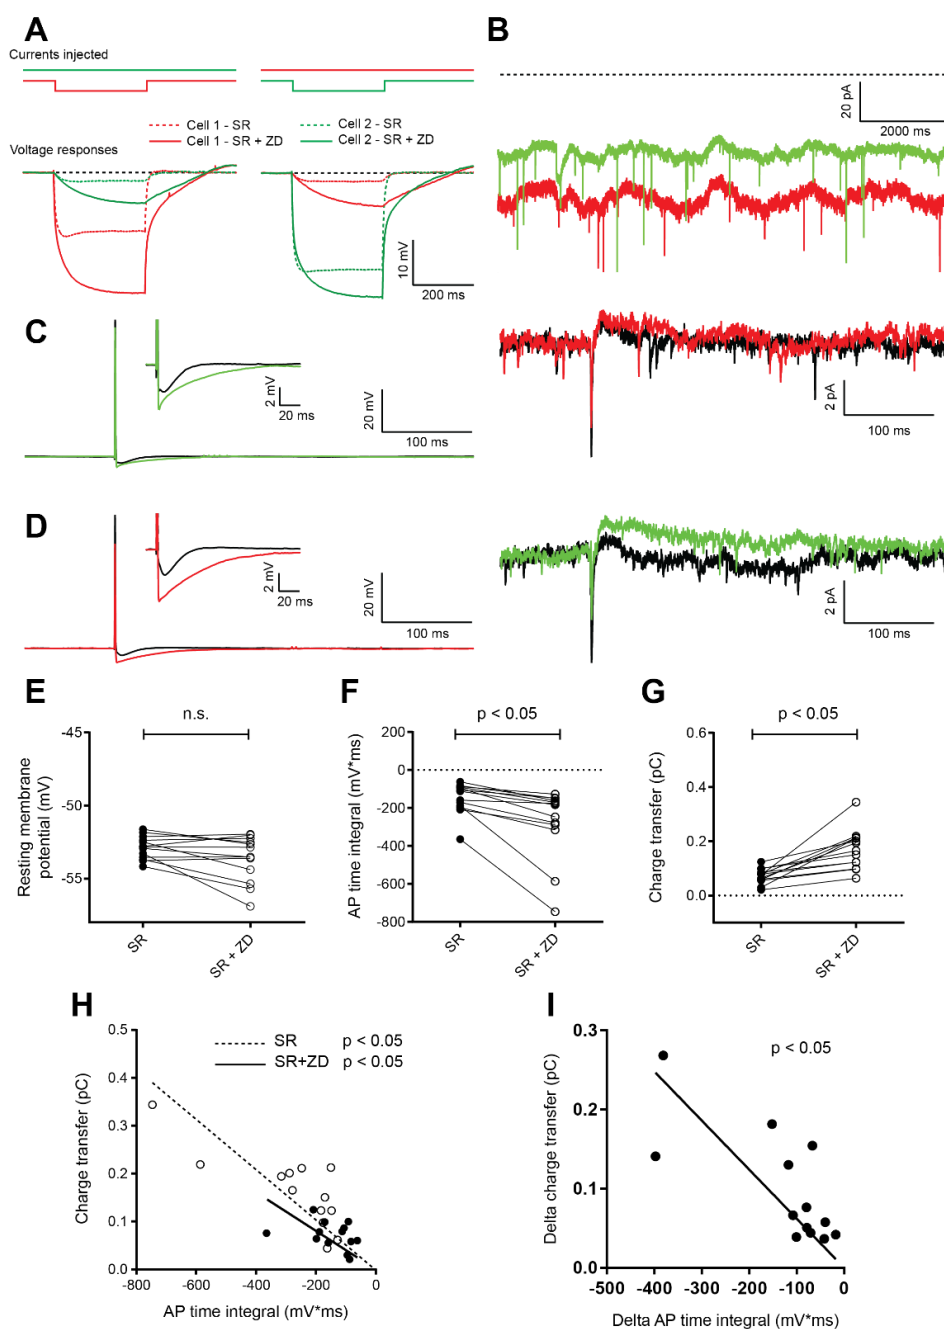 A
Currents injected
Cell 1 - SR
Cell 1 - SR + ZD
Cell 2 - SR
Cell 2 - SR + ZD
Voltage responses
10 mV
200 ms
B
20 pA
2000 ms
2 pA
100 ms
2 pA
100 ms
C
2 mV
20 ms
20 mV
100 ms
D
2 mV
20 ms
20 mV
100 ms
E
n.s.
Resting membrane
potential (mV)
-45
-50
-55
SR
SR + ZD
F
p < 0.05
AP time integral (mV*ms)
200
0
-200
-400
-600
-800
SR
SR + ZD
G
p < 0.05
Charge transfer (pC)
0.6
0.4
0.2
0.0
SR
SR + ZD
H
SR p < 0.05
SR+ZD p < 0.05
Charge transfer (pC)
0.5
0.4
0.3
0.2
0.1
0.0
-800 -600 -400 -200 0
AP time integral (mV*ms)
I
p < 0.05
Delta charge transfer (pC)
0.3
0.2
0.1
0.0
-500 -400 -300 -200 -100 0
Delta AP time integral (mV*ms)